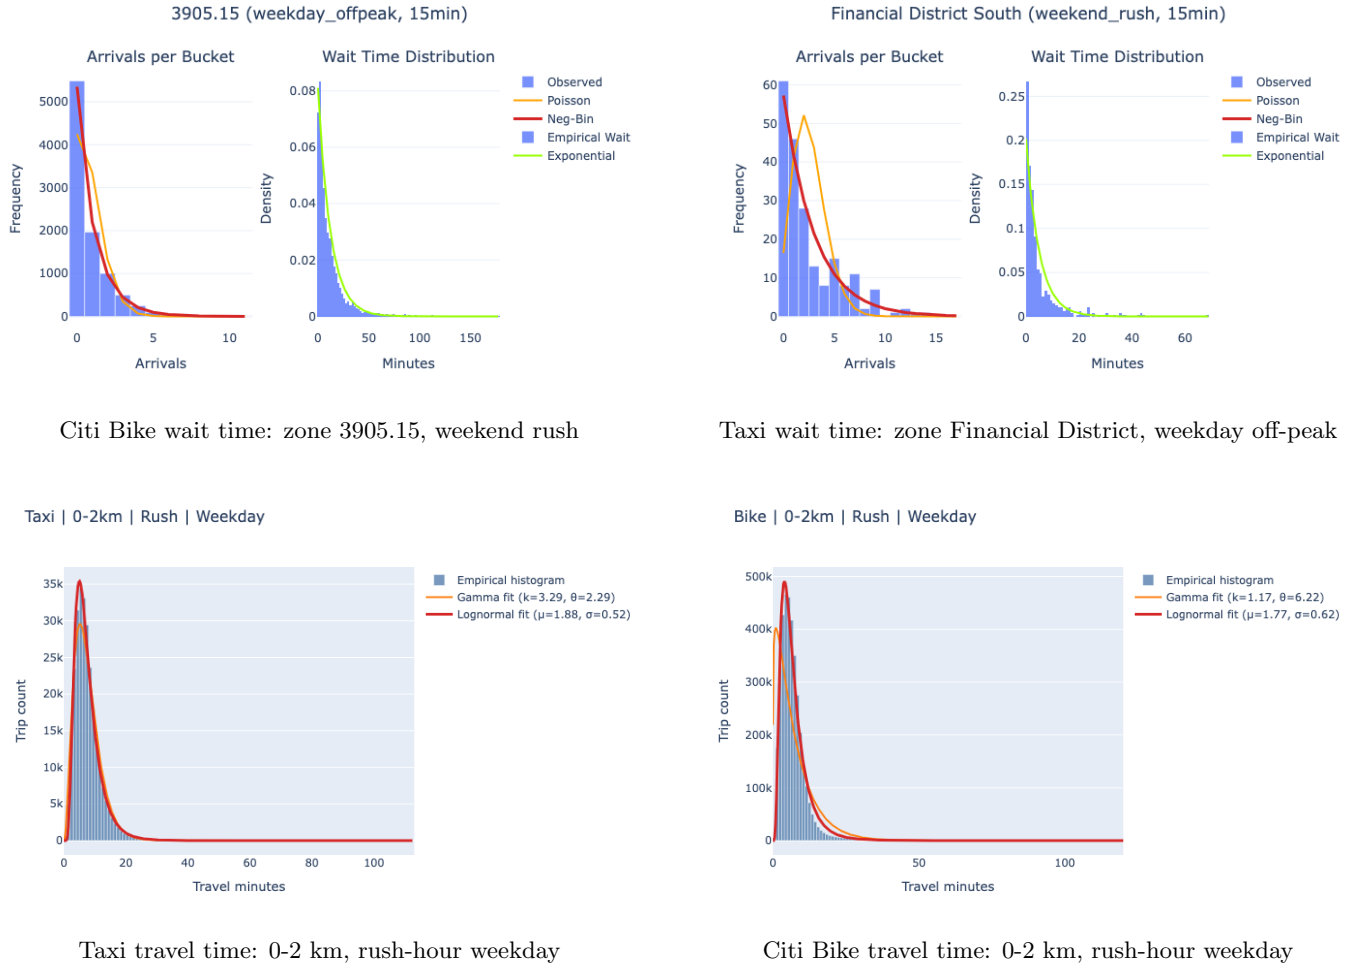 3905.15 (weekday_offpeak, 15min)
Arrivals per Bucket
Wait Time Distribution
Observed
Poisson
Neg-Bin
Empirical Wait
Exponential
Frequency
5000
4000
3000
2000
1000
0
0 5 10
Arrivals
Density
0.08
0.06
0.04
0.02
0
0 50 100 150
Minutes
Citi Bike wait time: zone 3905.15, weekend rush
Financial District South (weekend_rush, 15min)
Arrivals per Bucket
Wait Time Distribution
Observed
Poisson
Neg-Bin
Empirical Wait
Exponential
Frequency
60
50
40
30
20
10
0
0 5 10 15
Arrivals
Density
0.25
0.2
0.15
0.1
0.05
0
0 20 40 60
Minutes
Taxi wait time: zone Financial District, weekday off-peak
Taxi | 0-2km | Rush | Weekday
Empirical histogram
Gamma fit (k=3.29, θ=2.29)
Lognormal fit (μ=1.88, σ=0.52)
Trip count
35k
30k
25k
20k
15k
10k
5k
0
0 20 40 60 80 100
Travel minutes
Taxi travel time: 0-2 km, rush-hour weekday
Bike | 0-2km | Rush | Weekday
Empirical histogram
Gamma fit (k=1.17, θ=6.22)
Lognormal fit (μ=1.77, σ=0.62)
Trip count
500k
400k
300k
200k
100k
0
0 50 100
Travel minutes
Citi Bike travel time: 0-2 km, rush-hour weekday